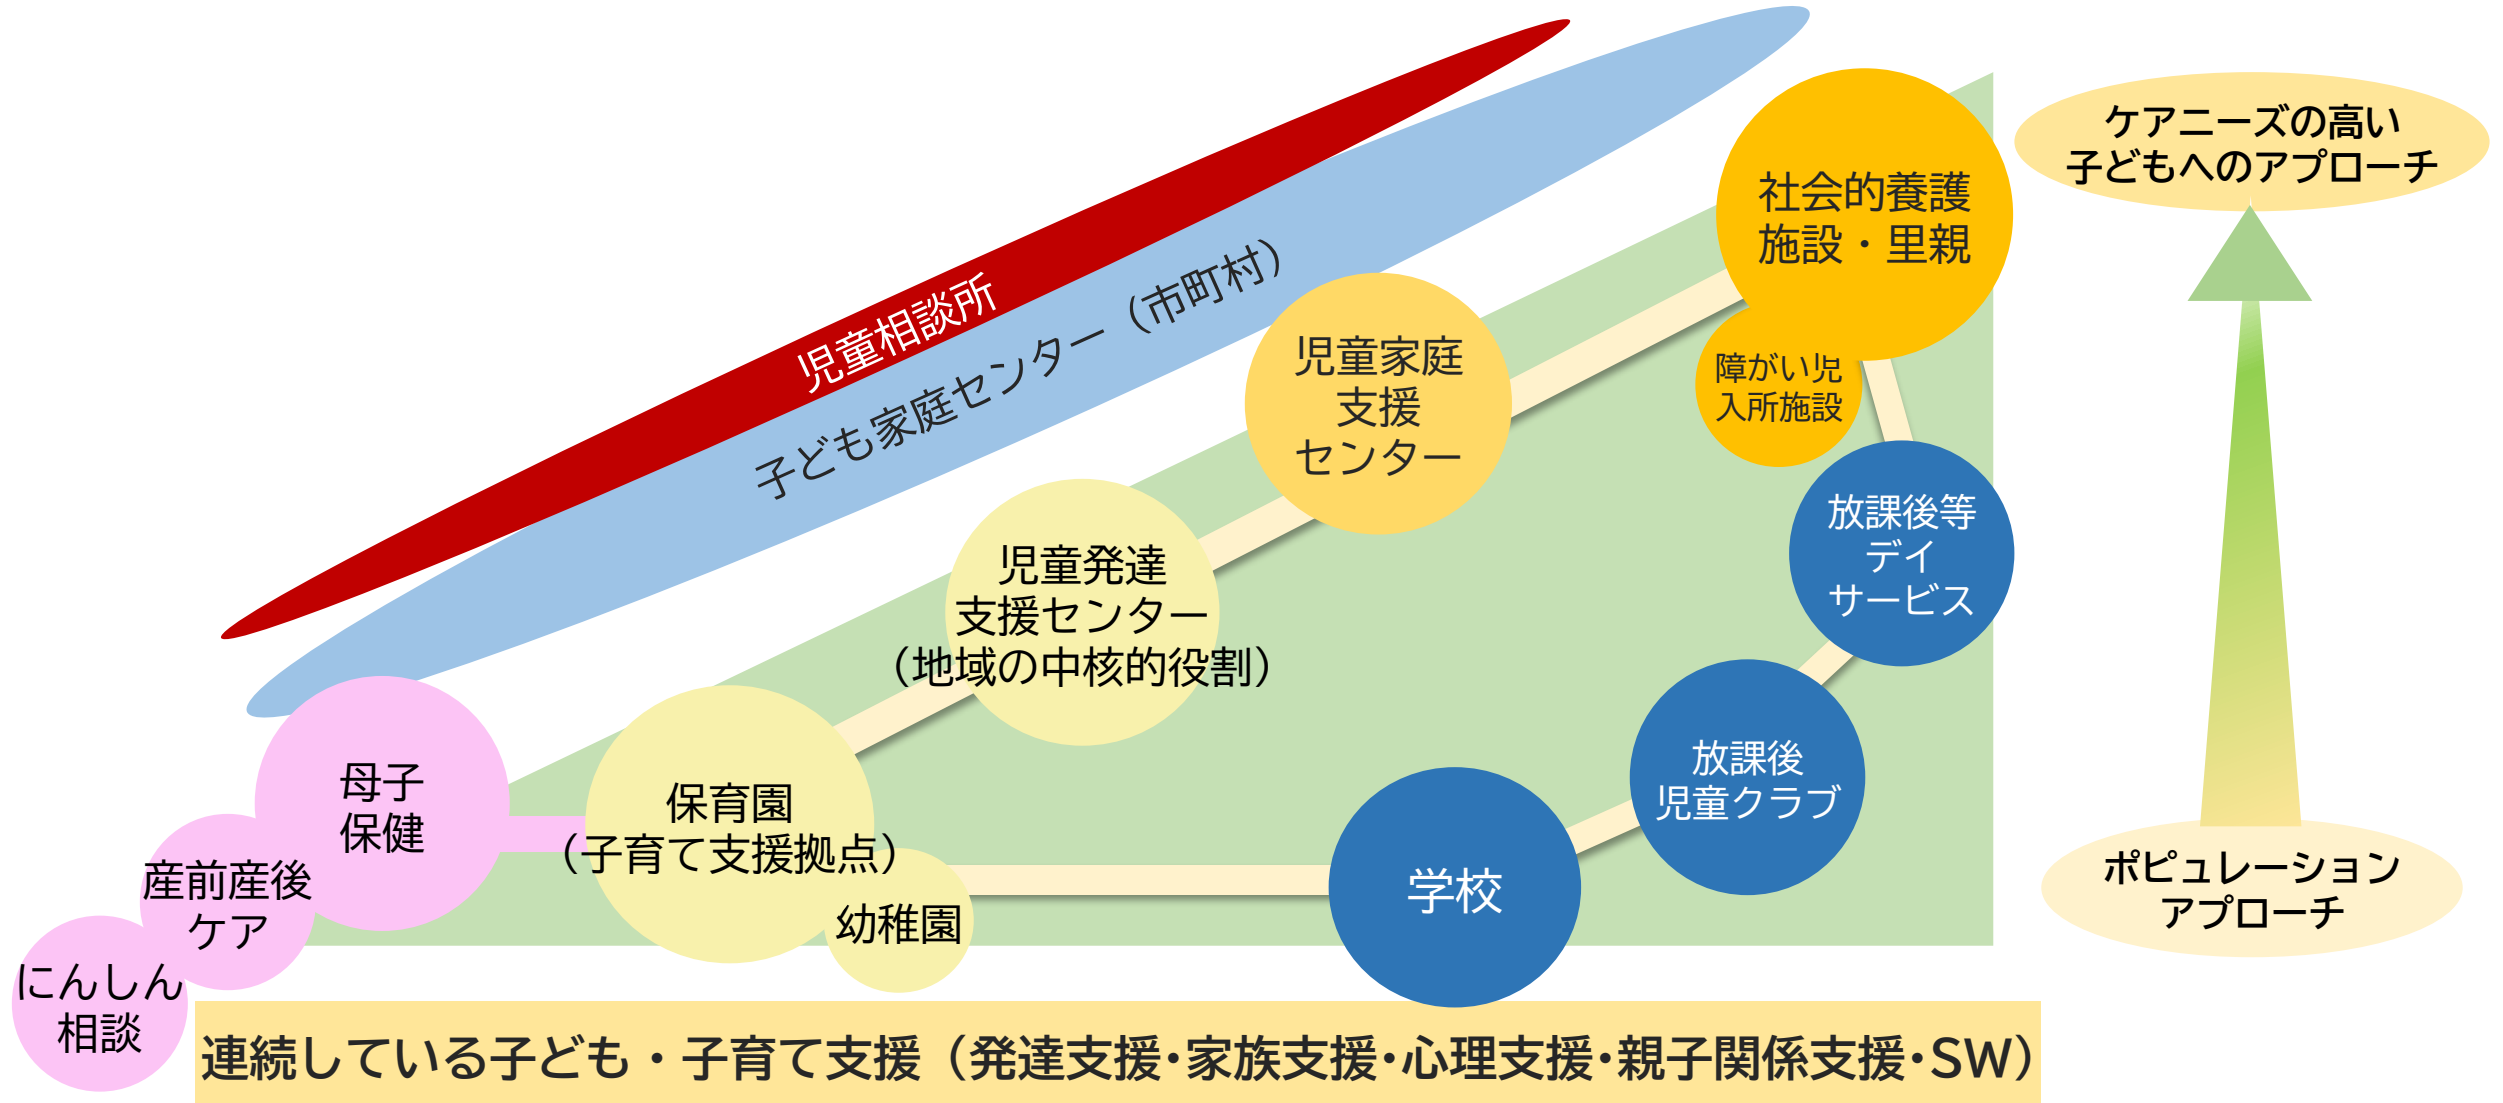 児童相談所
子ども家庭センター（市町村）
社会的養護
施設・里親
障がい児
入所施設
児童家庭
支援
センター
放課後等
デイ
サービス
児童発達
支援センター
（地域の中核的役割）
放課後
児童クラブ
母子
保健
保育園
（子育て支援拠点）
幼稚園
学校
産前産後
ケア
にんしん
相談
ケアニーズの高い
子どもへのアプローチ
ポピュレーション
アプローチ
連続している子ども・子育て支援（発達支援･家族支援･心理支援･親子関係支援･SW）